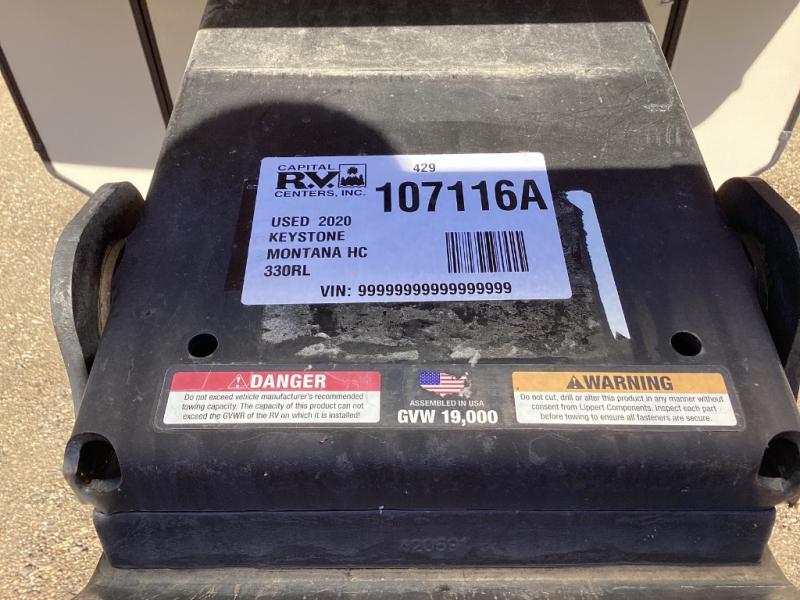 CAPITAL
R.V.
CENTERS, INC.
429
107116A
USED 2020
KEYSTONE
MONTANA HC
330RL
VIN: 99999999999999999
DANGER
Do not exceed vehicle manufacturer's recommended
towing capacity. The capacity of this product can not
exceed the GVWR of the RV on which it is installed!
ASSEMBLED IN USA
GVW 19,000
WARNING
Do not cut, drill or alter this product in any manner without
consent from Lippert Components. Inspect each part
before towing to ensure all fasteners are secure.